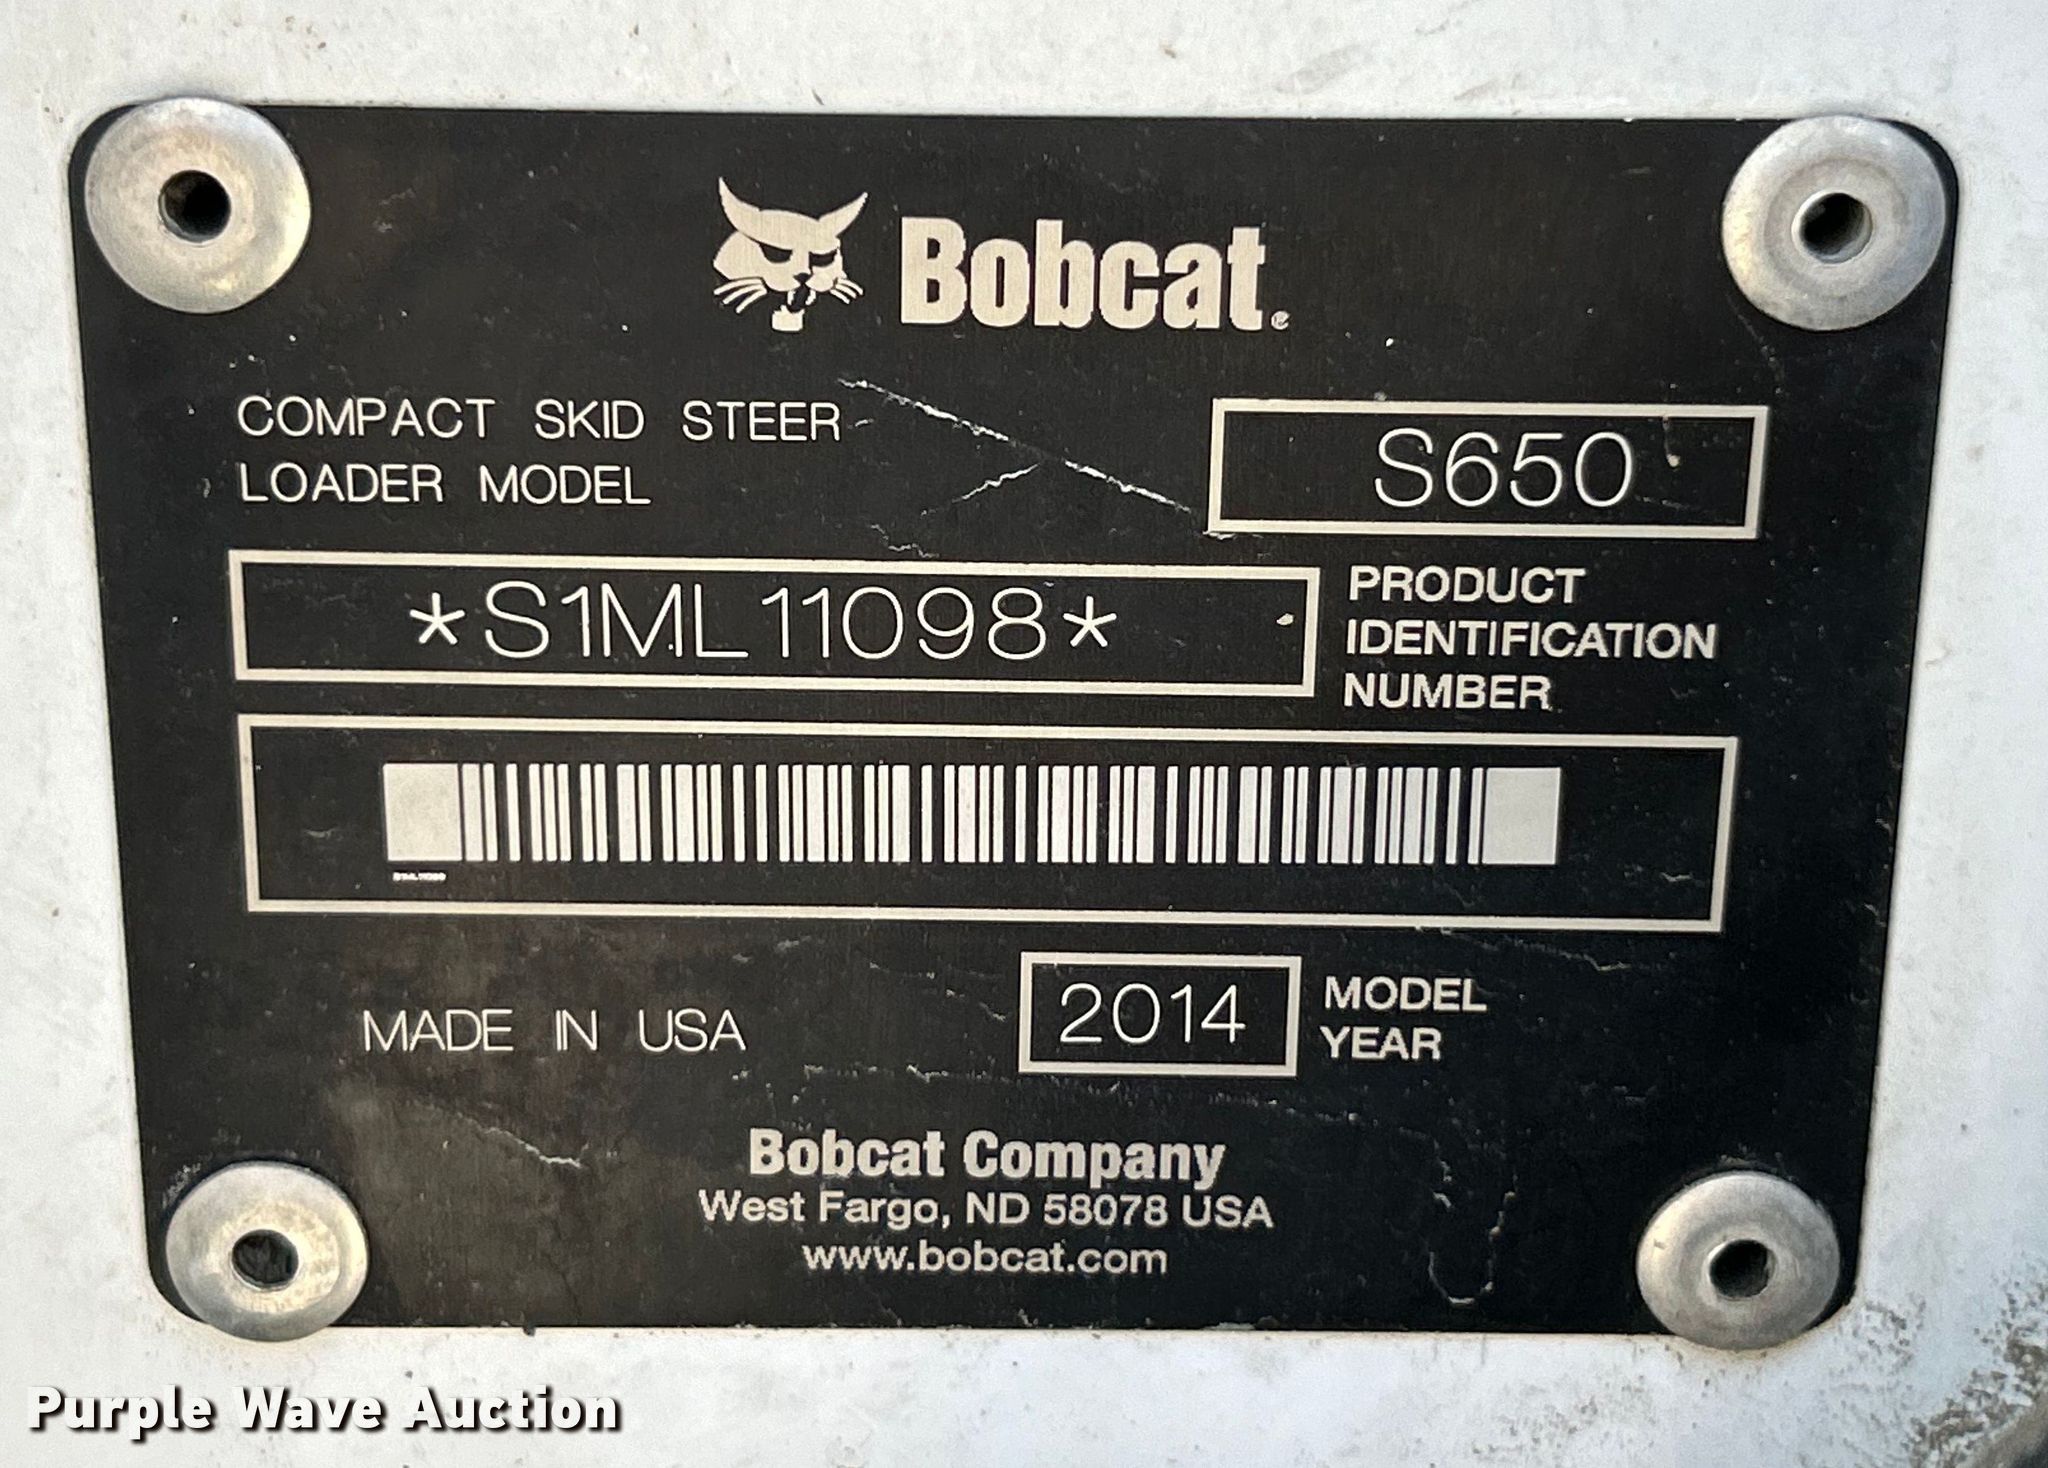 Bobcat®
COMPACT SKID STEER
LOADER MODEL
S650
*S1ML11098*
PRODUCT
IDENTIFICATION
NUMBER
MADE IN USA
2014
MODEL
YEAR
Bobcat Company
West Fargo, ND 58078 USA
www.bobcat.com
Purple Wave Auction